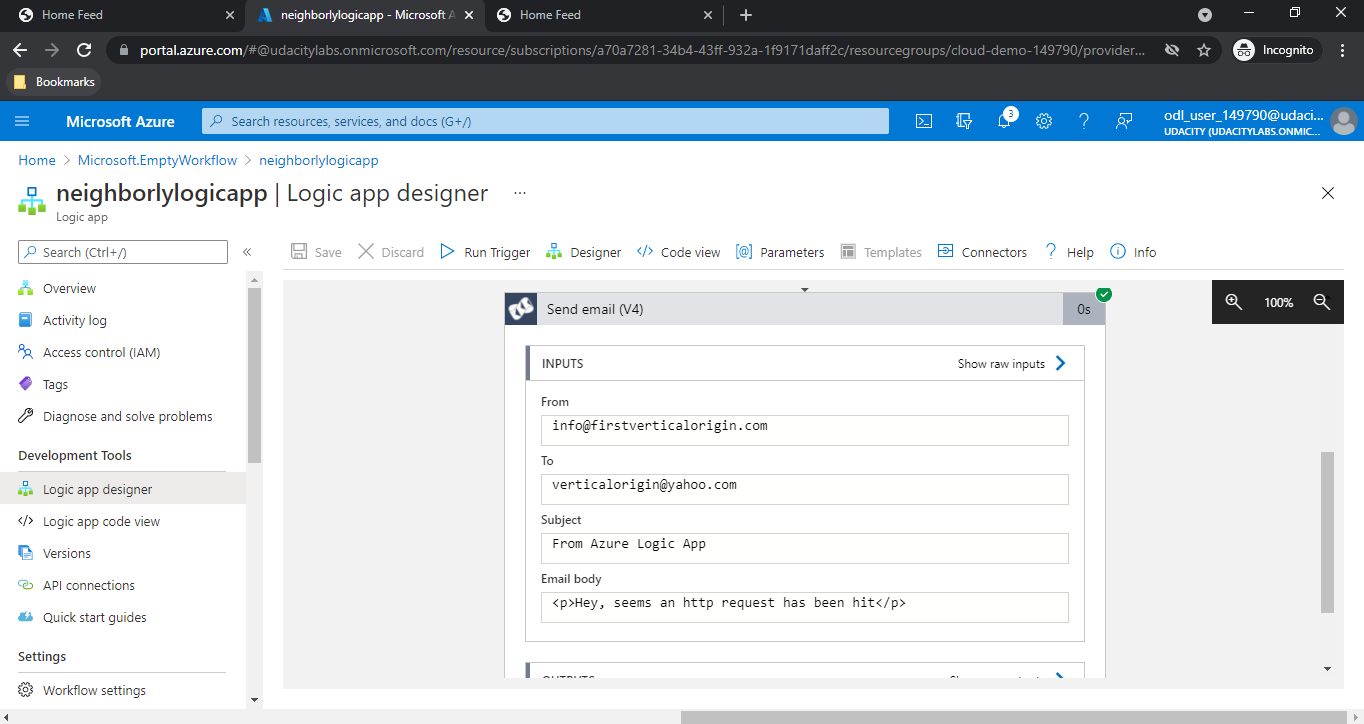 Home Feed
neighborlylogicapp - Microsoft A
Home Feed
portal.azure.com/#@udacitylabs.onmicrosoft.com/resource/subscriptions/a70a7281-34b4-43ff-932a-1f9171daff2c/resourcegroups/cloud-demo-149790/provider...
Incognito
Bookmarks
Microsoft Azure
Search resources, services, and docs (G+/)
3
odl_user_149790@udaci...
UDACITY (UDACITYLABS.ONMIC...
Home > Microsoft.EmptyWorkflow > neighborlylogicapp
neighborlylogicapp | Logic app designer ...
Logic app
Search (Ctrl+/)
«
Save
Discard
Run Trigger
Designer
Code view
Parameters
Templates
Connectors
Help
Info
Overview
Activity log
Access control (IAM)
Tags
Diagnose and solve problems
Development Tools
Logic app designer
Logic app code view
Versions
API connections
Quick start guides
Settings
Workflow settings
Send email (V4)
0s
100%
INPUTS
Show raw inputs
From
info@firstverticalorigin.com
To
verticalorigin@yahoo.com
Subject
From Azure Logic App
Email body
<p>Hey, seems an http request has been hit</p>
OUTPUTS